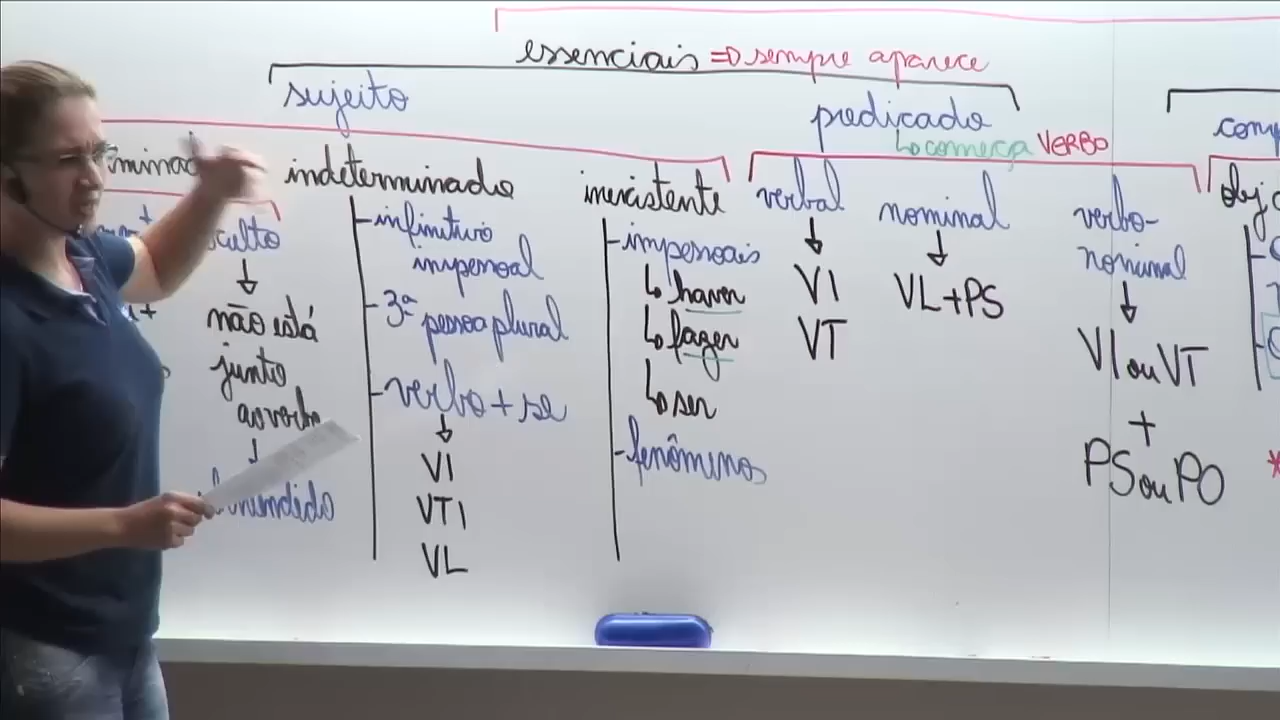 essenciais => sempre aparece
sujeito
indeterminado
- infinitivo
impessoal
- 3ª pessoa plural
- verbo + se
VI
VTI
VL
inexistente
- impessoais
haver
fazer
ser
- fenômenos
oculto
não está
junto
ao verbo
predicado
começa VERBO
verbal
VI
VT
nominal
VL+PS
verbo-
nominal
VI ou VT
+
PS ou PO